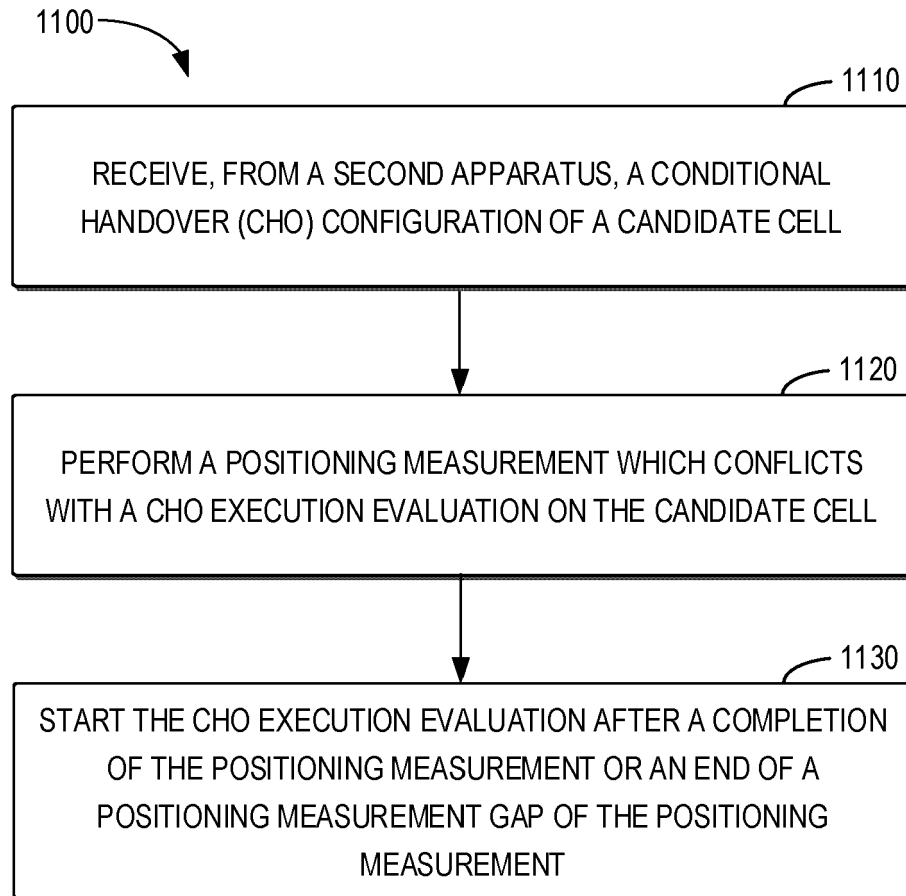 1100
1110
RECEIVE, FROM A SECOND APPARATUS, A CONDITIONAL
HANDOVER (CHO) CONFIGURATION OF A CANDIDATE CELL
1120
PERFORM A POSITIONING MEASUREMENT WHICH CONFLICTS
WITH A CHO EXECUTION EVALUATION ON THE CANDIDATE CELL
1130
START THE CHO EXECUTION EVALUATION AFTER A COMPLETION
OF THE POSITIONING MEASUREMENT OR AN END OF A
POSITIONING MEASUREMENT GAP OF THE POSITIONING
MEASUREMENT